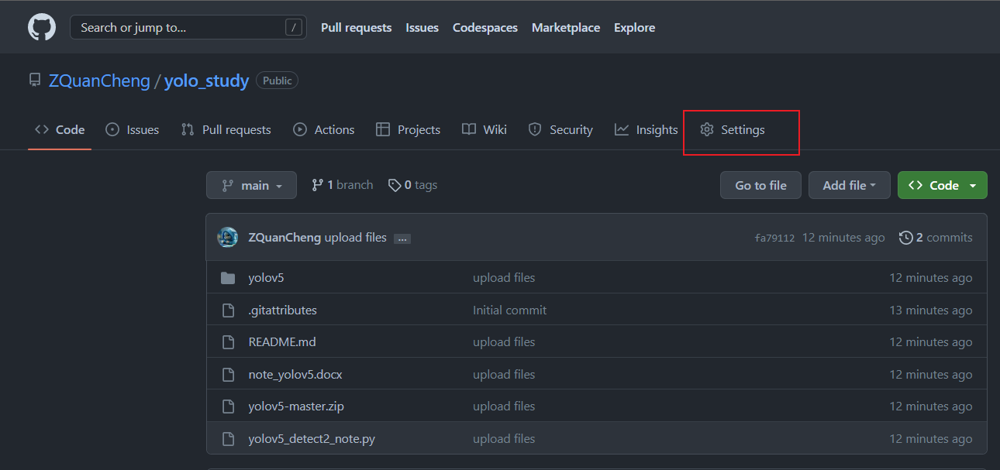 Search or jump to... / Pull requests Issues Codespaces Marketplace Explore
ZQuanCheng / yolo_study Public
Code Issues Pull requests Actions Projects Wiki Security Insights Settings
main 1 branch 0 tags Go to file Add file Code
ZQuanCheng upload files ... fa79112 12 minutes ago 2 commits
yolov5 upload files 12 minutes ago
.gitattributes Initial commit 13 minutes ago
README.md upload files 12 minutes ago
note_yolov5.docx upload files 12 minutes ago
yolov5-master.zip upload files 12 minutes ago
yolov5_detect2_note.py upload files 12 minutes ago